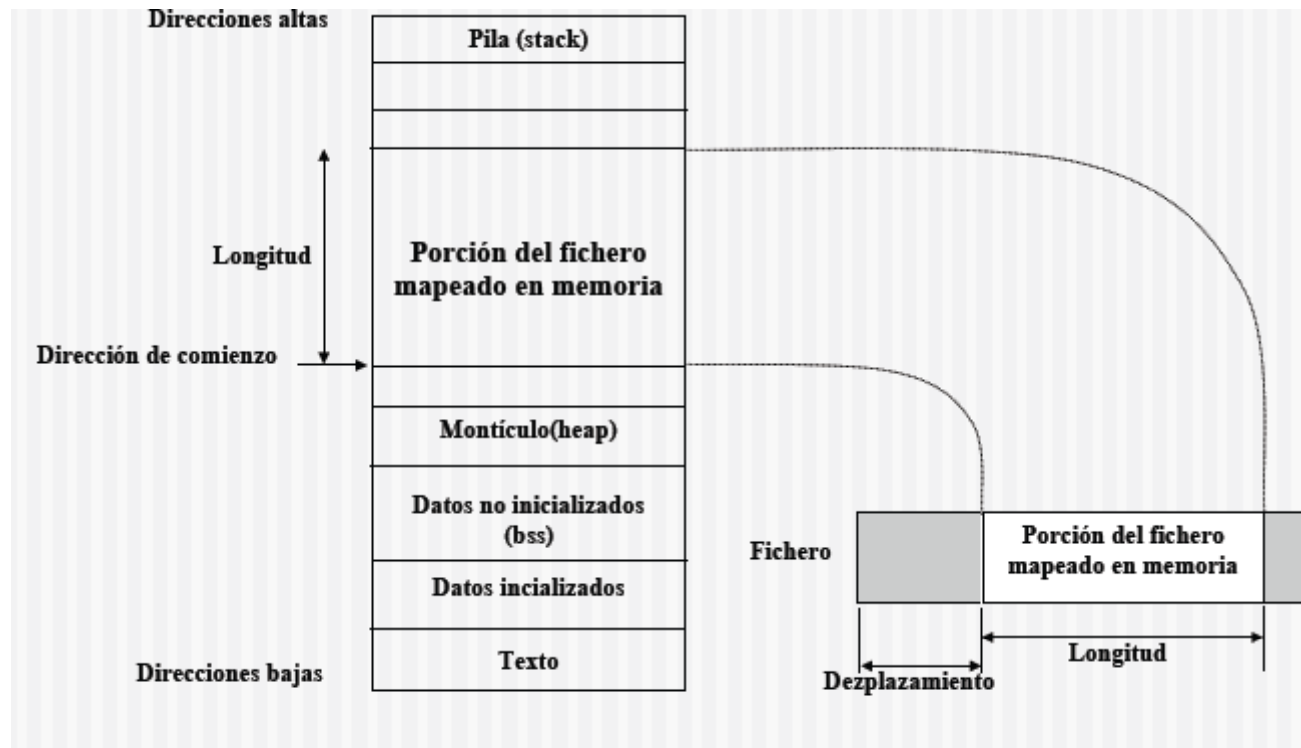 Direcciones altas
Pila (stack)
Longitud
Porción del fichero
mapeado en memoria
Dirección de comienzo
Montículo(heap)
Datos no inicializados
(bss)
Datos incializados
Texto
Direcciones bajas
Fichero
Porción del fichero
mapeado en memoria
Longitud
Dezplazamiento